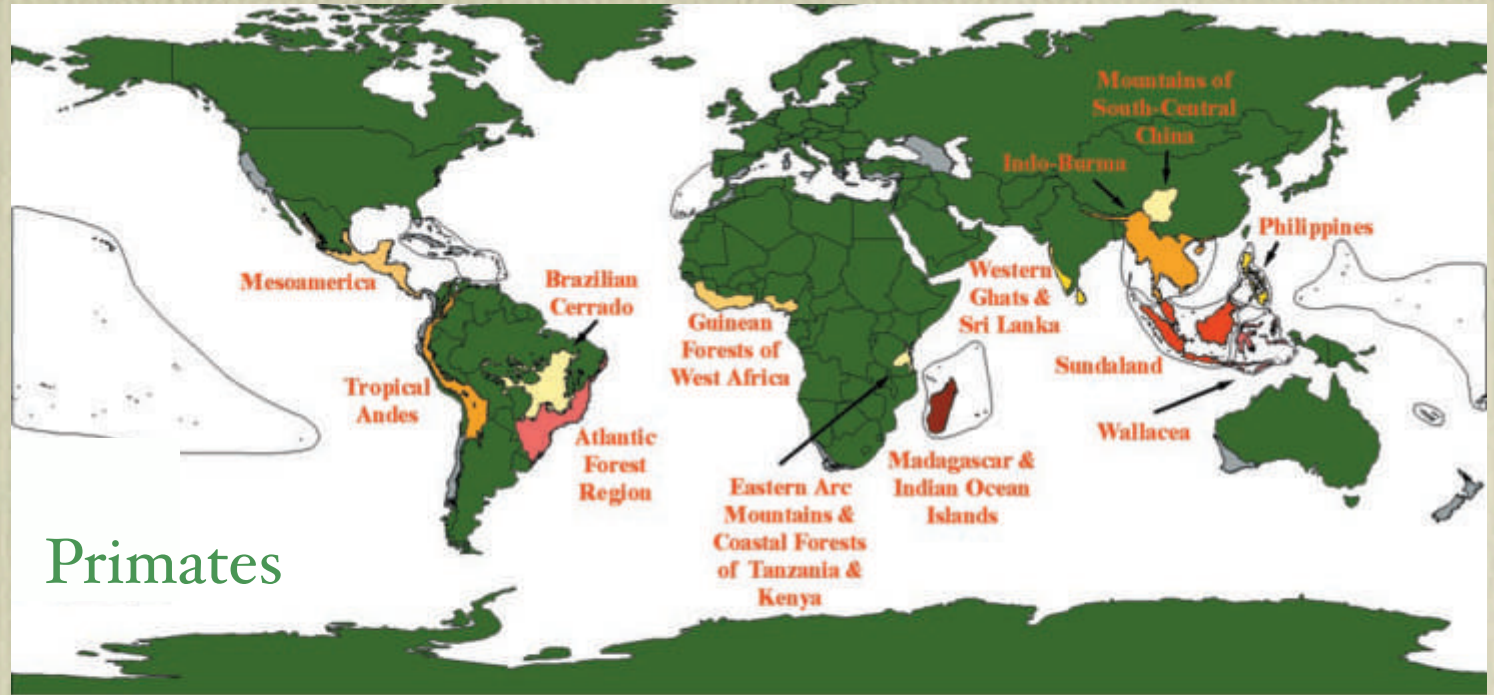 Mountains of
South-Central
China
Indo-Burma
Philippines
Mesoamerica
Brazilian
Cerrado
Western
Ghats &
Sri Lanka
Guinean
Forests of
West Africa
Sundaland
Tropical
Andes
Wallacea
Atlantic
Forest
Region
Madagascar &
Indian Ocean
Islands
Eastern Arc
Mountains &
Coastal Forests
of Tanzania &
Kenya
Primates